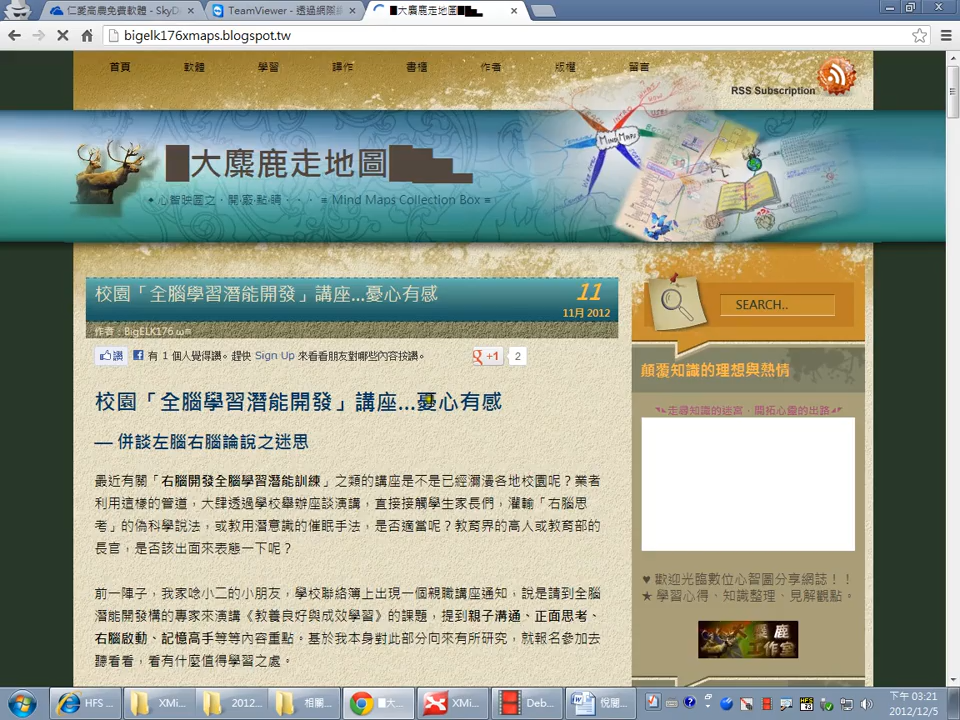 仁愛高農免費軟體 - SkyD
TeamViewer - 透過網際網
█大麋鹿走地圖█▆▃
bigelk176xmaps.blogspot.tw
首頁 軟體 學習 譯作 書櫃 作者 版權 留言
RSS Subscription
MIND MAPS
█大麋鹿走地圖█▆▃
≡ Mind Maps Collection Box ≡
校園「全腦學習潛能開發」講座...憂心有感
11
11月 2012
作者：BigELK176 ω≡
讚 有 1 個人覺得讚。趕快 Sign Up 來看看朋友對哪些內容按讚。
+1 2
SEARCH..
顛覆知識的理想與熱情
走尋知識的迷宮．開拓心靈的出路
校園「全腦學習潛能開發」講座...憂心有感
— 併談左腦右腦論說之迷思
最近有關「右腦開發全腦學習潛能訓練」之類的講座是不是已經瀰漫各地校園呢？業者
利用這樣的管道，大肆透過學校舉辦座談演講，直接接觸學生家長們，灌輸「右腦思
考」的偽科學說法，或教用潛意識的催眠手法，是否適當呢？教育界的高人或教育部的
長官，是否該出面來表態一下呢？
前一陣子，我家唸小二的小朋友，學校聯絡簿上出現一個親職講座通知，說是請到全腦
潛能開發構的專家來演講《教養良好與成效學習》的課題，提到親子溝通、正面思考、
右腦啟動、記憶高手等等內容重點。基於我本身對此部分向來有所研究，就報名參加去
聽看看，看有什麼值得學習之處。
♥ 歡迎光臨數位心智圖分享網誌！！
★ 學習心得、知識整理、見解觀點。
麋鹿
工作室
HFS ...
XMi...
2012...
相關...
█大...
XMi...
Deb...
悅閱...
下午 03:21
2012/12/5